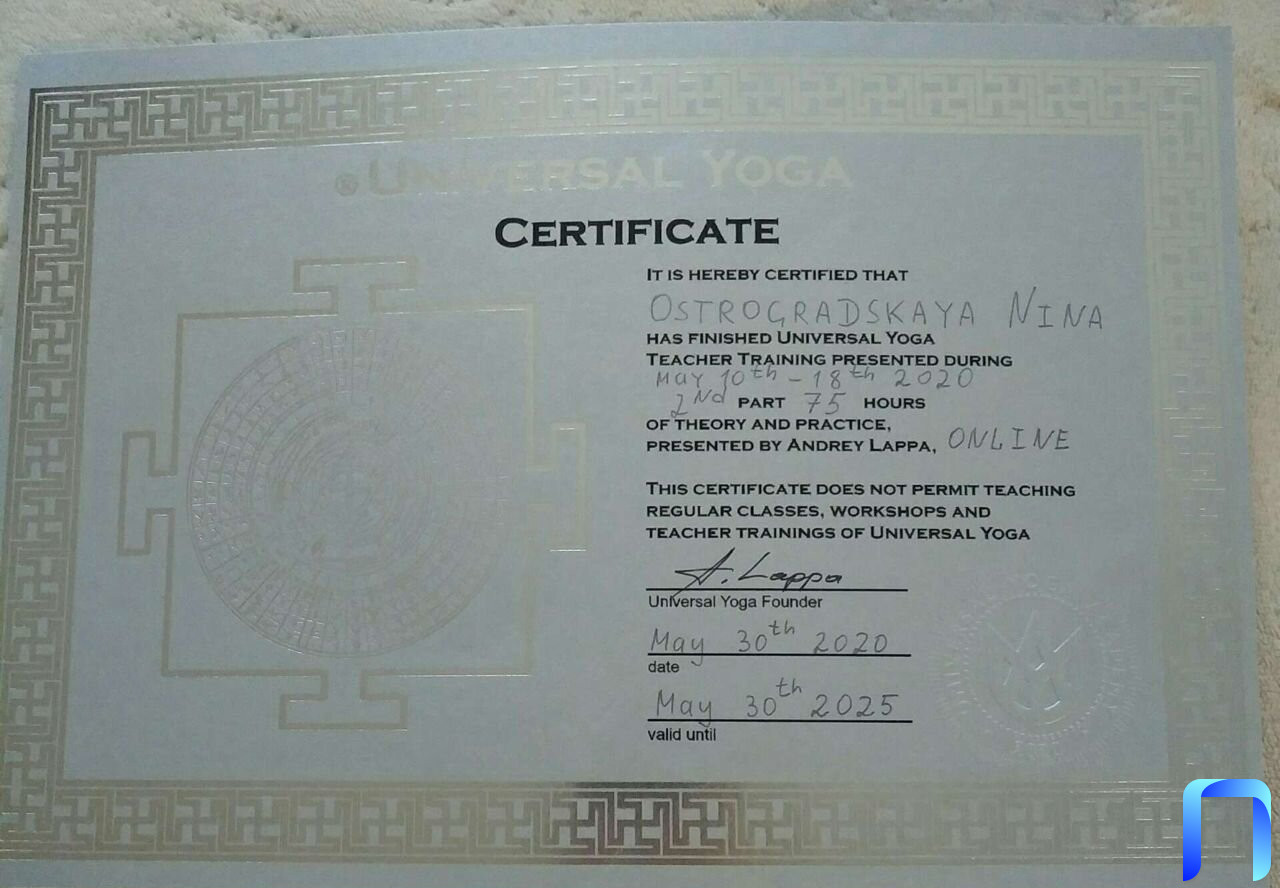 ® UNIVERSAL YOGA
CERTIFICATE
IT IS HEREBY CERTIFIED THAT
OSTROGRADSKAYA NINA
HAS FINISHED UNIVERSAL YOGA
TEACHER TRAINING PRESENTED DURING
MAY 10th - 18th 2020
2Nd PART 75 HOURS
OF THEORY AND PRACTICE,
PRESENTED BY ANDREY LAPPA, ONLINE
THIS CERTIFICATE DOES NOT PERMIT TEACHING
REGULAR CLASSES, WORKSHOPS AND
TEACHER TRAININGS OF UNIVERSAL YOGA
A. Lappa
Universal Yoga Founder
May 30th 2020
date
May 30th 2025
valid until